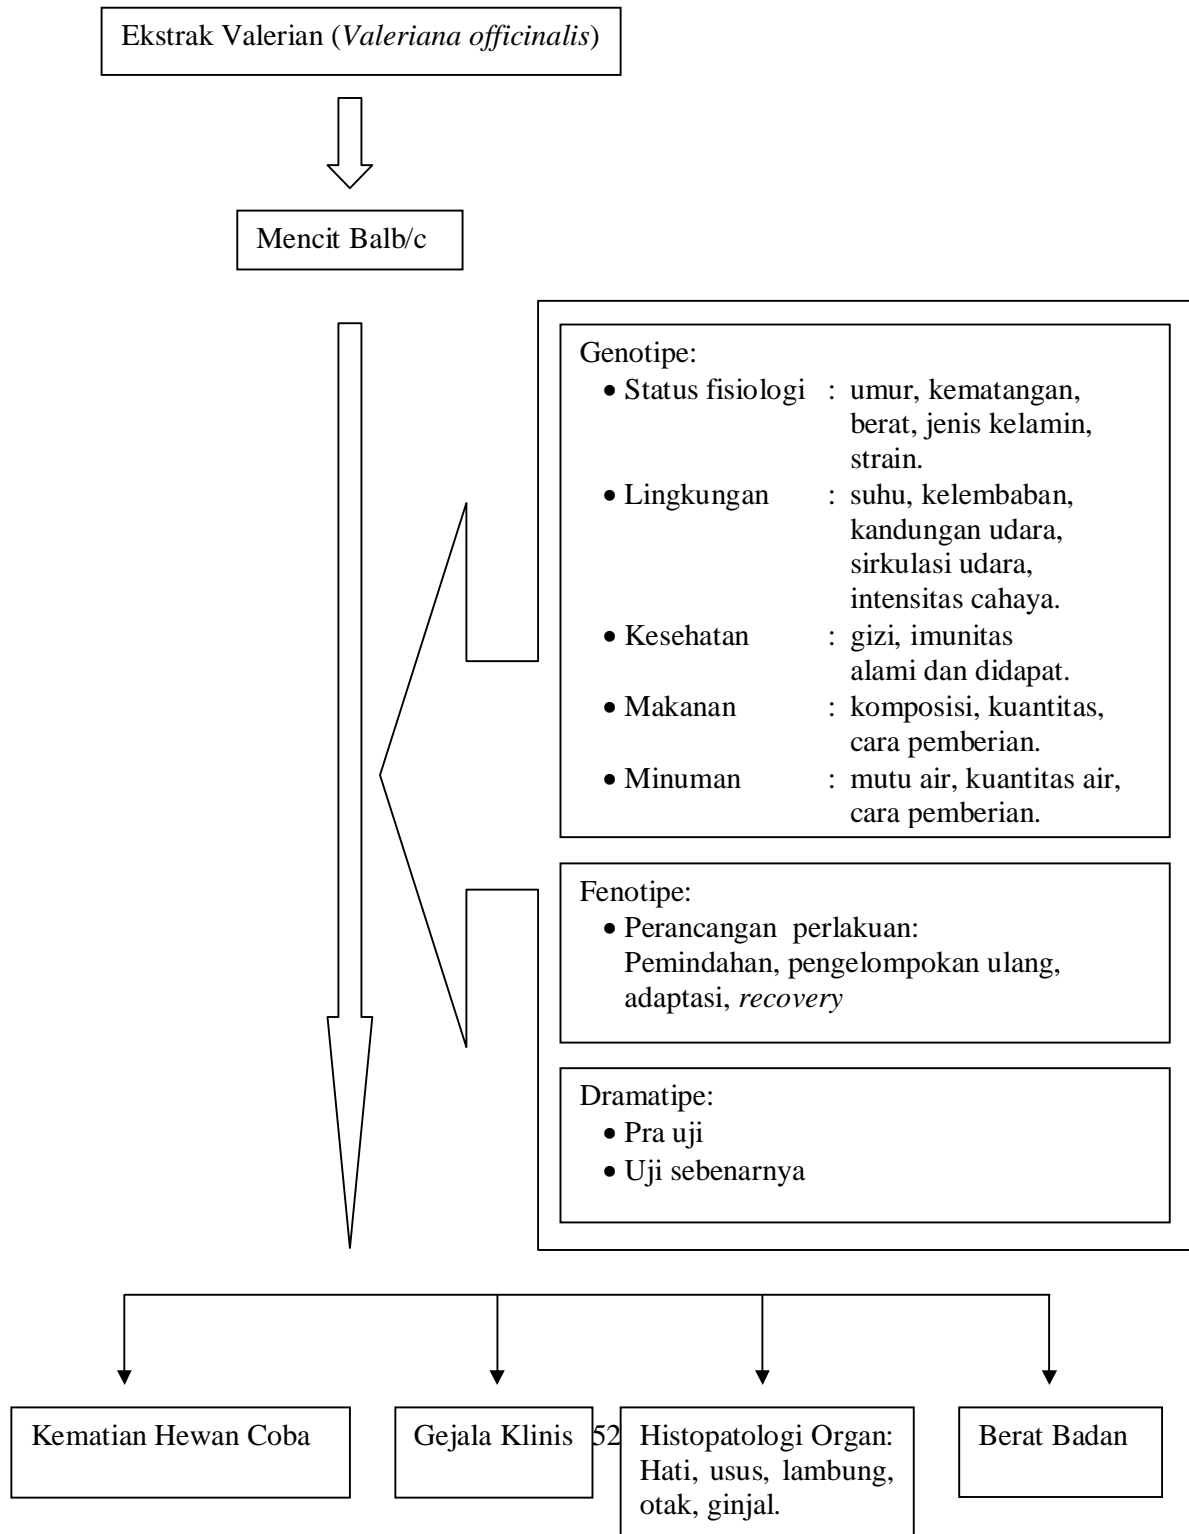 Ekstrak Valerian (Valeriana officinalis)
Mencit Balb/c
Genotipe:
• Status fisiologi : umur, kematangan,
berat, jenis kelamin,
strain.
• Lingkungan : suhu, kelembaban,
kandungan udara,
sirkulasi udara,
intensitas cahaya.
• Kesehatan : gizi, imunitas
alami dan didapat.
• Makanan : komposisi, kuantitas,
cara pemberian.
• Minuman : mutu air, kuantitas air,
cara pemberian.
Fenotipe:
• Perancangan perlakuan:
Pemindahan, pengelompokan ulang,
adaptasi, recovery
Dramatipe:
• Pra uji
• Uji sebenarnya
Kematian Hewan Coba
Gejala Klinis
52
Histopatologi Organ:
Hati, usus, lambung,
otak, ginjal.
Berat Badan